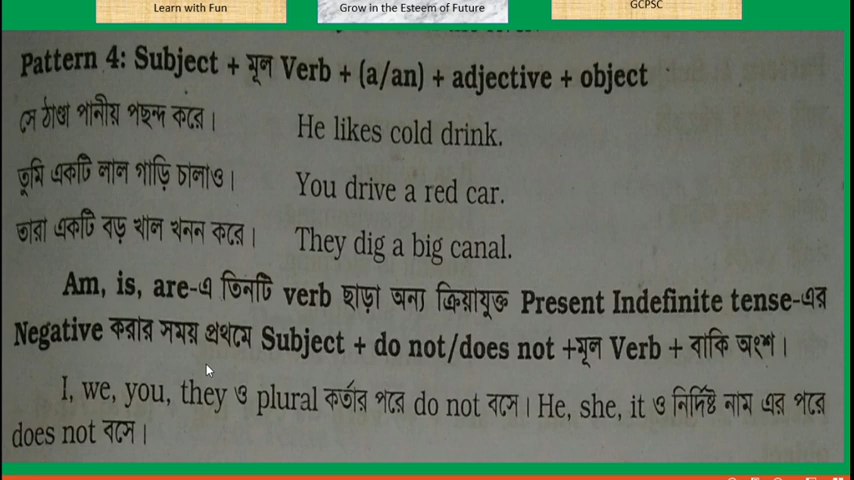 Learn with Fun
Grow in the Esteem of Future
GCPSC
Pattern 4: Subject + মূল Verb + (a/an) + adjective + object
সে ঠাণ্ডা পানীয় পছন্দ করে। He likes cold drink.
তুমি একটি লাল গাড়ি চালাও। You drive a red car.
তারা একটি বড় খাল খনন করে। They dig a big canal.
Am, is, are-এ তিনটি verb ছাড়া অন্য ক্রিয়াযুক্ত Present Indefinite tense-এর
Negative করার সময় প্রথমে Subject + do not/does not +মূল Verb + বাকি অংশ।
I, we, you, they ও plural কর্তার পরে do not বসে। He, she, it ও নির্দিষ্ট নাম এর পরে
does not বসে।